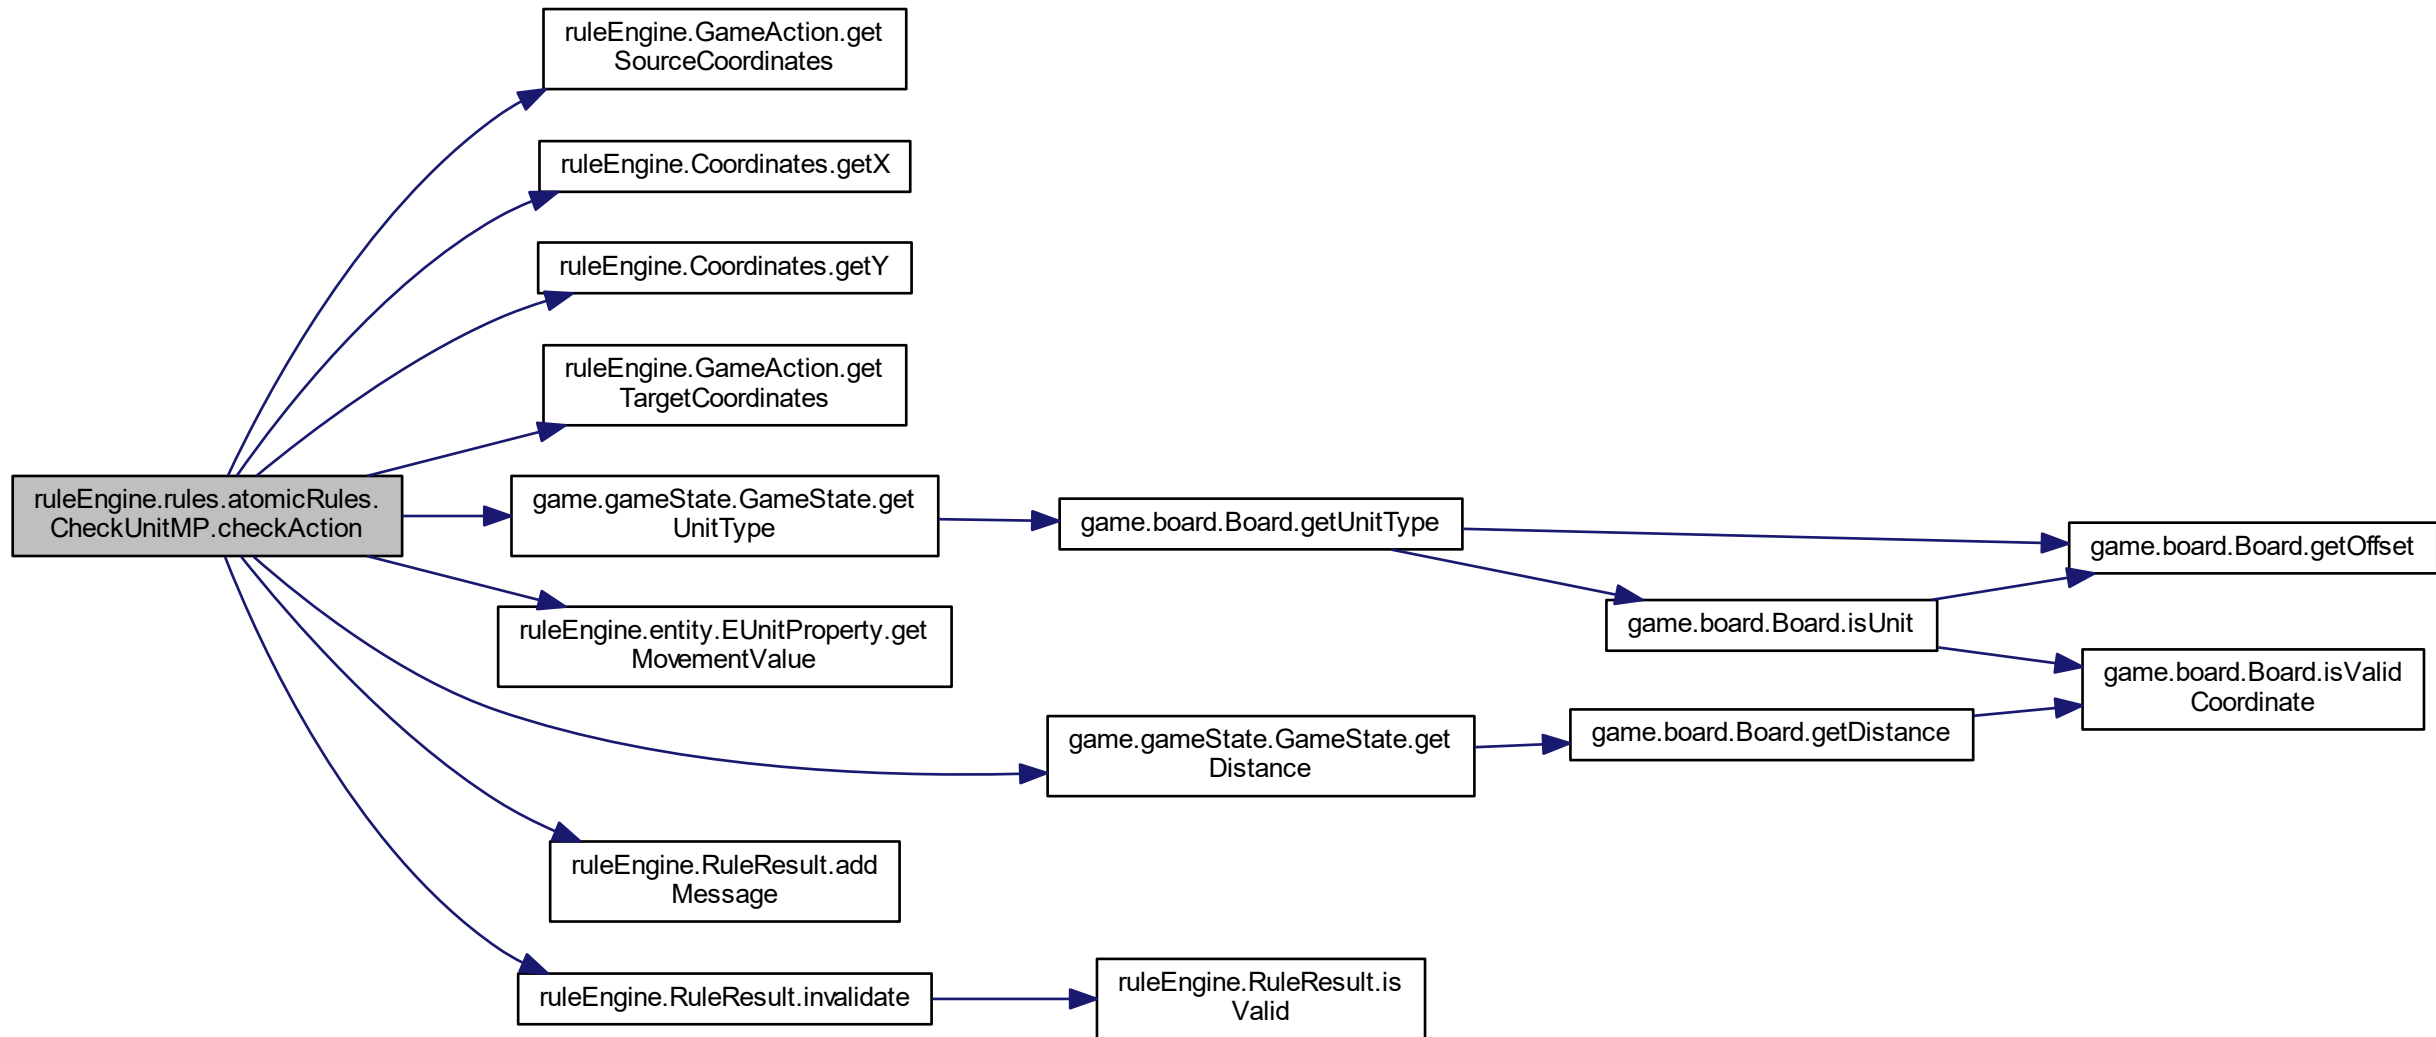 ruleEngine.GameAction.get
SourceCoordinates
ruleEngine.Coordinates.getX
ruleEngine.Coordinates.getY
ruleEngine.GameAction.get
TargetCoordinates
ruleEngine.rules.atomicRules.
CheckUnitMP.checkAction
game.gameState.GameState.get
UnitType
game.board.Board.getUnitType
game.board.Board.getOffset
game.board.Board.isUnit
ruleEngine.entity.EUnitProperty.get
MovementValue
game.board.Board.isValid
Coordinate
game.gameState.GameState.get
Distance
game.board.Board.getDistance
ruleEngine.RuleResult.add
Message
ruleEngine.RuleResult.invalidate
ruleEngine.RuleResult.is
Valid